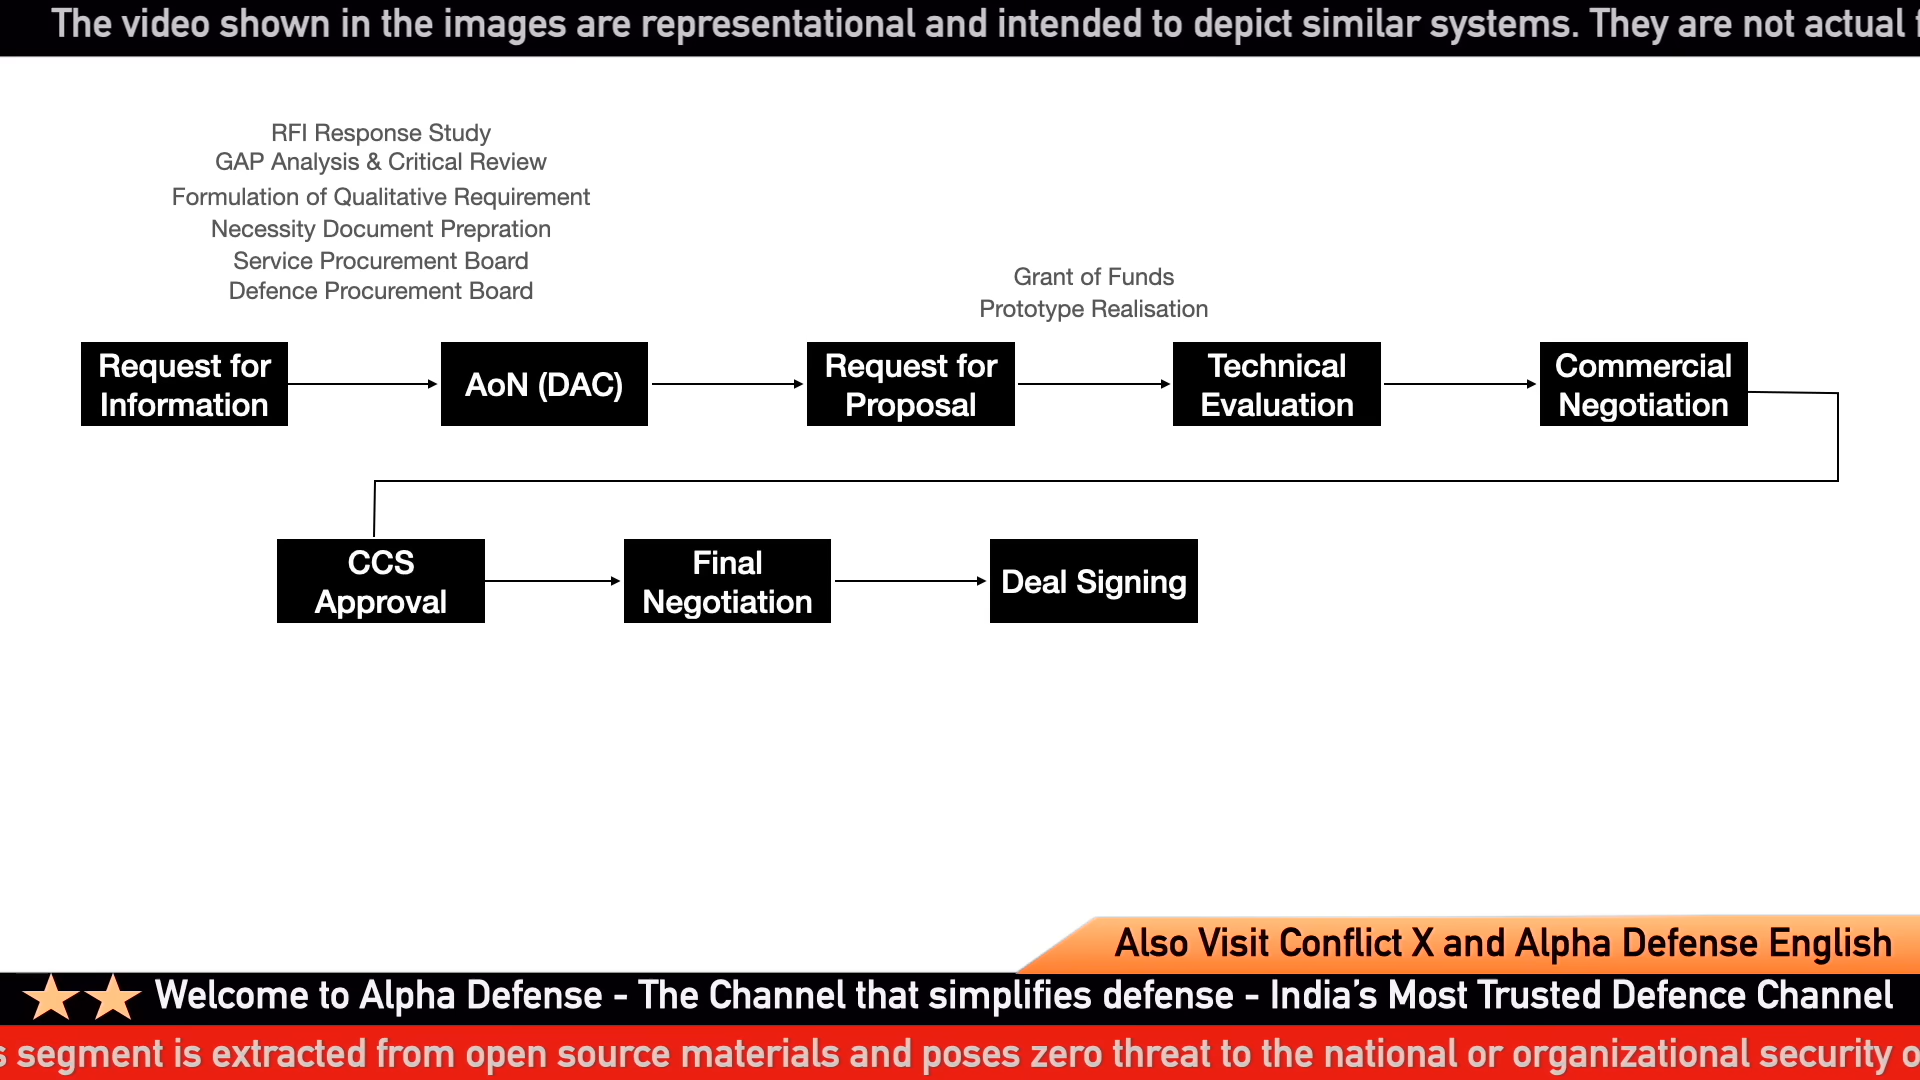 The video shown in the images are representational and intended to depict similar systems. They are not actual
RFI Response Study
GAP Analysis & Critical Review
Formulation of Qualitative Requirement
Necessity Document Prepration
Service Procurement Board
Defence Procurement Board
Grant of Funds
Prototype Realisation
Request for
Information
AoN (DAC)
Request for
Proposal
Technical
Evaluation
Commercial
Negotiation
CCS
Approval
Final
Negotiation
Deal Signing
Also Visit Conflict X and Alpha Defense English
Welcome to Alpha Defense - The Channel that simplifies defense - India's Most Trusted Defence Channel
segment is extracted from open source materials and poses zero threat to the national or organizational security